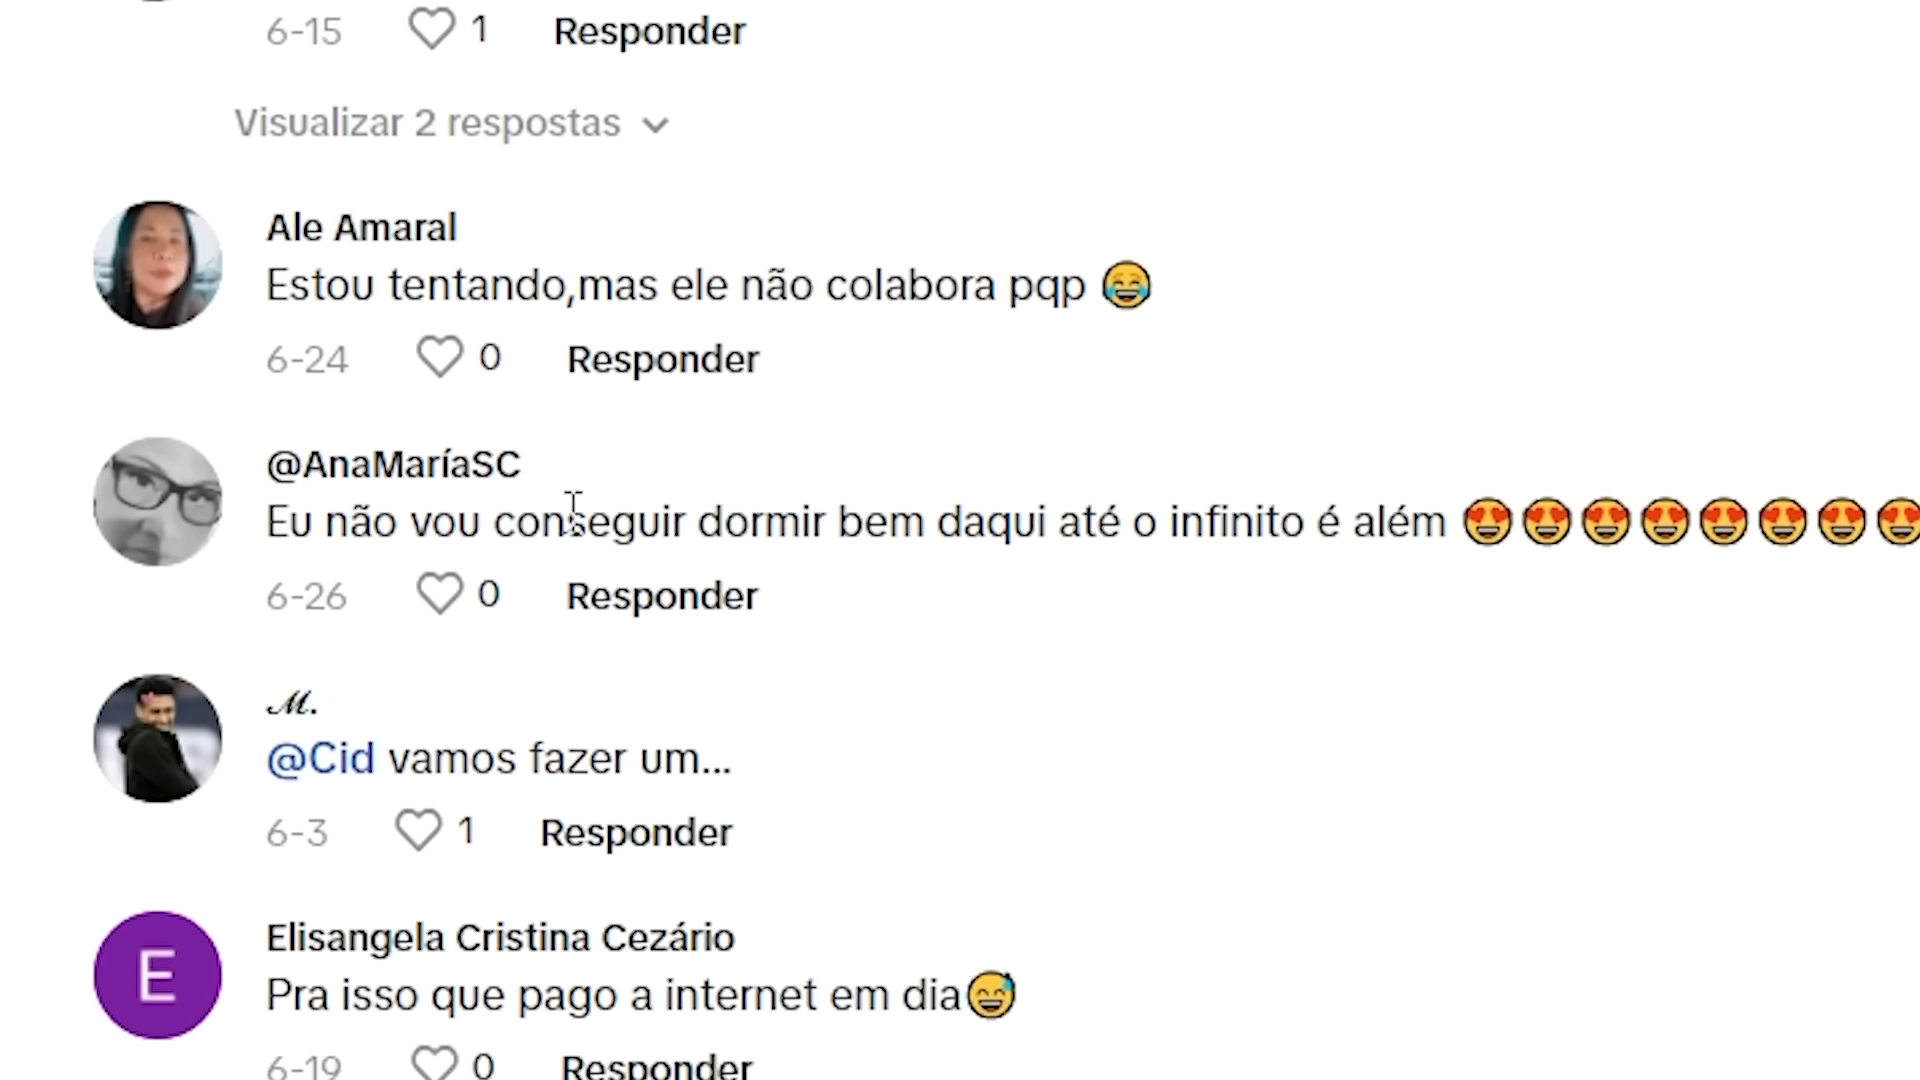 6-15 1 Responder
Visualizar 2 respostas
Ale Amaral
Estou tentando,mas ele não colabora pqp 😂
6-24 0 Responder
@AnaMaríaSC
Eu não vou conseguir dormir bem daqui até o infinito é além 😍😍😍😍😍😍😍😍
6-26 0 Responder
ℳ.
@Cid vamos fazer um...
6-3 1 Responder
E
Elisangela Cristina Cezário
Pra isso que pago a internet em dia😅
6-19 0 Responder